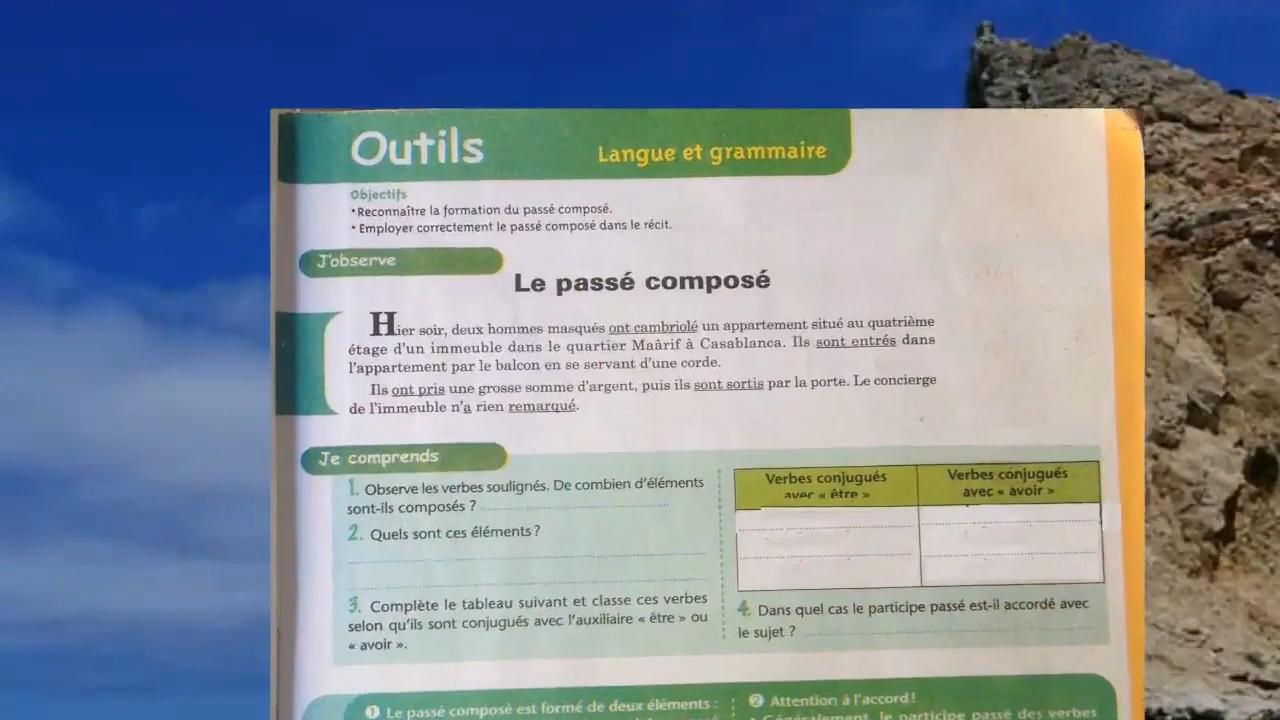 Outils
Langue et grammaire
Objectifs
• Reconnaître la formation du passé composé.
• Employer correctement le passé composé dans le récit.
J'observe
Le passé composé
Hier soir, deux hommes masqués ont cambriolé un appartement situé au quatrième
étage d'un immeuble dans le quartier Maârif à Casablanca. Ils sont entrés dans
l'appartement par le balcon en se servant d'une corde.
Ils ont pris une grosse somme d'argent, puis ils sont sortis par la porte. Le concierge
de l'immeuble n'a rien remarqué.
Je comprends
1. Observe les verbes soulignés. De combien d'éléments
sont-ils composés ?
2. Quels sont ces éléments ?
3. Complète le tableau suivant et classe ces verbes
selon qu'ils sont conjugués avec l'auxiliaire « être » ou
« avoir ».
Verbes conjugués
avec « être »
Verbes conjugués
avec « avoir »
4. Dans quel cas le participe passé est-il accordé avec
le sujet ?
1 Le passé composé est formé de deux éléments :
2 Attention à l'accord !
• Généralement, le participe passé des verbes